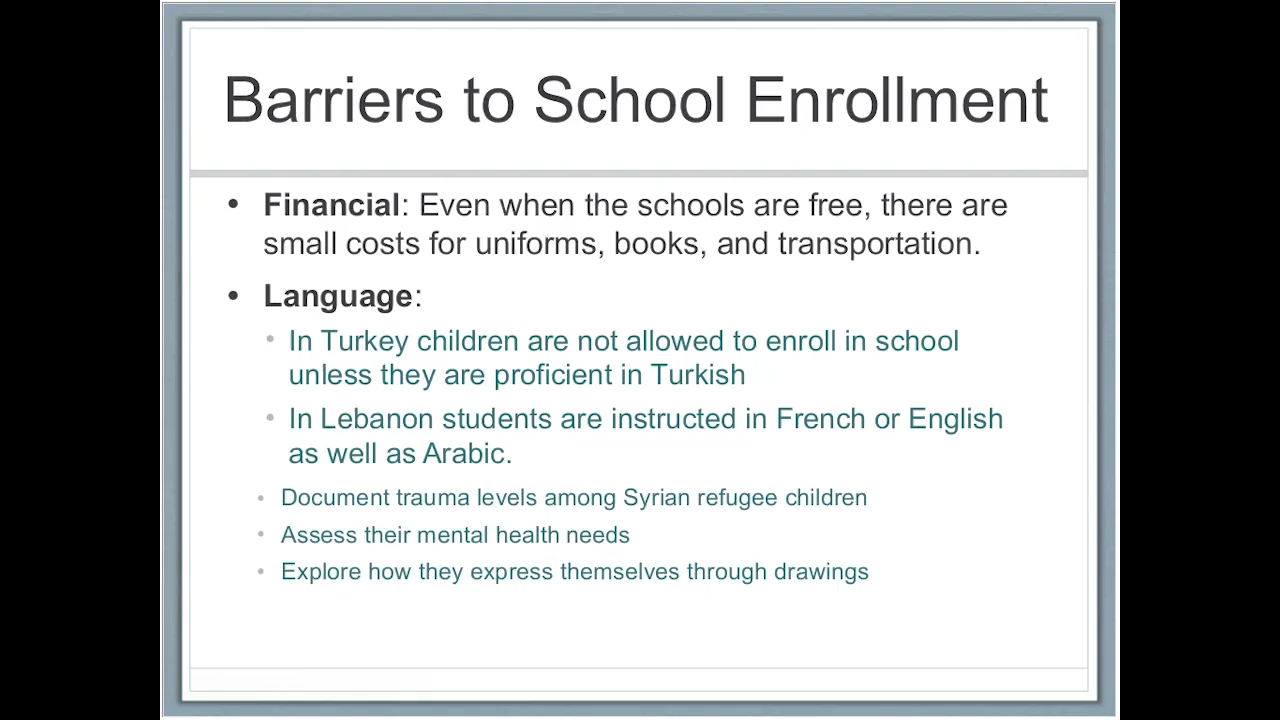 Barriers to School Enrollment
• Financial: Even when the schools are free, there are
small costs for uniforms, books, and transportation.
• Language:
• In Turkey children are not allowed to enroll in school
unless they are proficient in Turkish
• In Lebanon students are instructed in French or English
as well as Arabic.
• Document trauma levels among Syrian refugee children
• Assess their mental health needs
• Explore how they express themselves through drawings